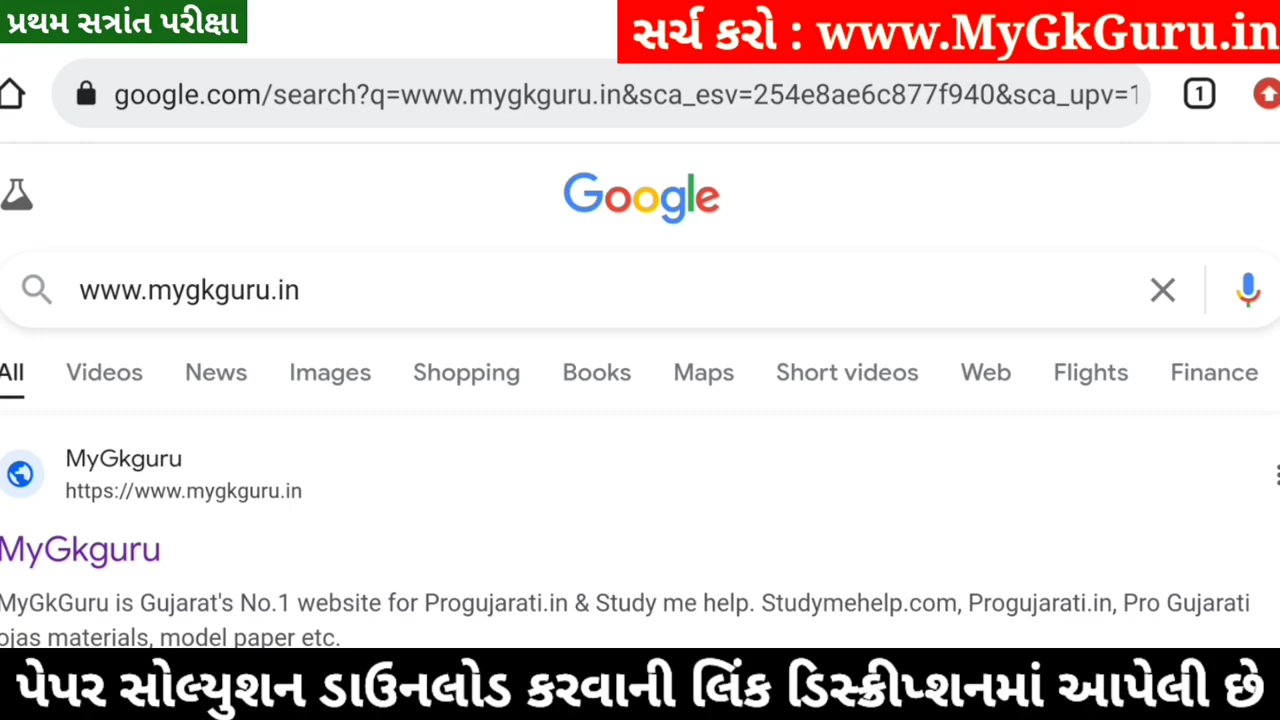 પ્રથમ સત્રાંત પરીક્ષા
સર્ચ કરો : www.MyGkGuru.in
google.com/search?q=www.mygkguru.in&sca_esv=254e8ae6c877f940&sca_upv=1
1
Google
www.mygkguru.in
All Videos News Images Shopping Books Maps Short videos Web Flights Finance
MyGkguru
https://www.mygkguru.in
MyGkguru
MyGkGuru is Gujarat's No.1 website for Progujarati.in & Study me help. Studymehelp.com, Progujarati.in, Pro Gujarati
ojas materials, model paper etc.
પેપર સોલ્યુશન ડાઉનલોડ કરવાની લિંક ડિસ્ક્રીપ્શનમાં આપેલી છે